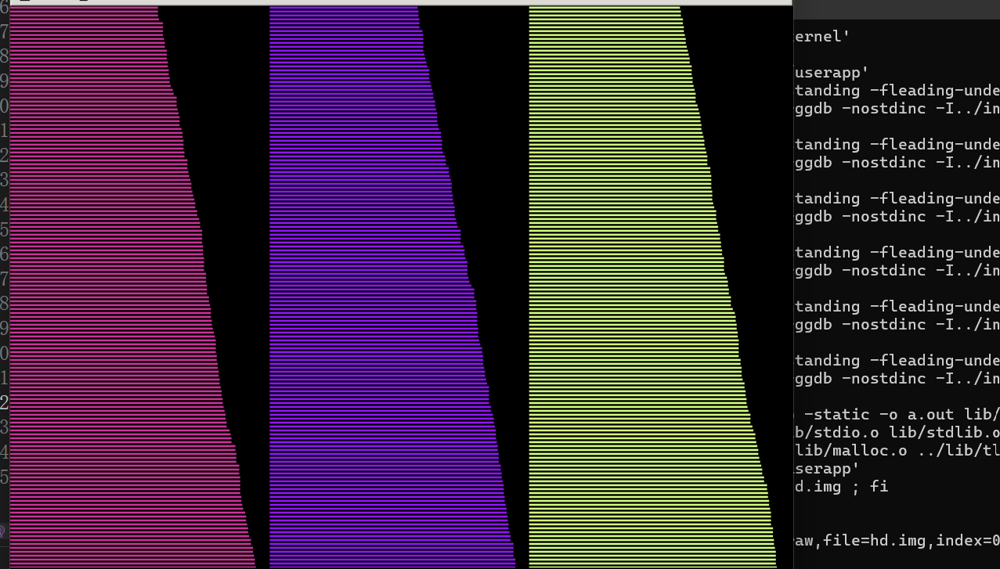 6
7
8
9
0
1
2
3
4
5
6
7
8
9
0
1
2
3
4
5
ernel'
userapp'
tanding -fleading-unde
ggdb -nostdinc -I../in
tanding -fleading-unde
ggdb -nostdinc -I../in
tanding -fleading-unde
ggdb -nostdinc -I../in
tanding -fleading-unde
ggdb -nostdinc -I../in
tanding -fleading-unde
ggdb -nostdinc -I../in
tanding -fleading-unde
ggdb -nostdinc -I../in
-static -o a.out lib/
b/stdio.o lib/stdlib.o
lib/malloc.o ../lib/tl
serapp'
d.img ; fi
aw,file=hd.img,index=0